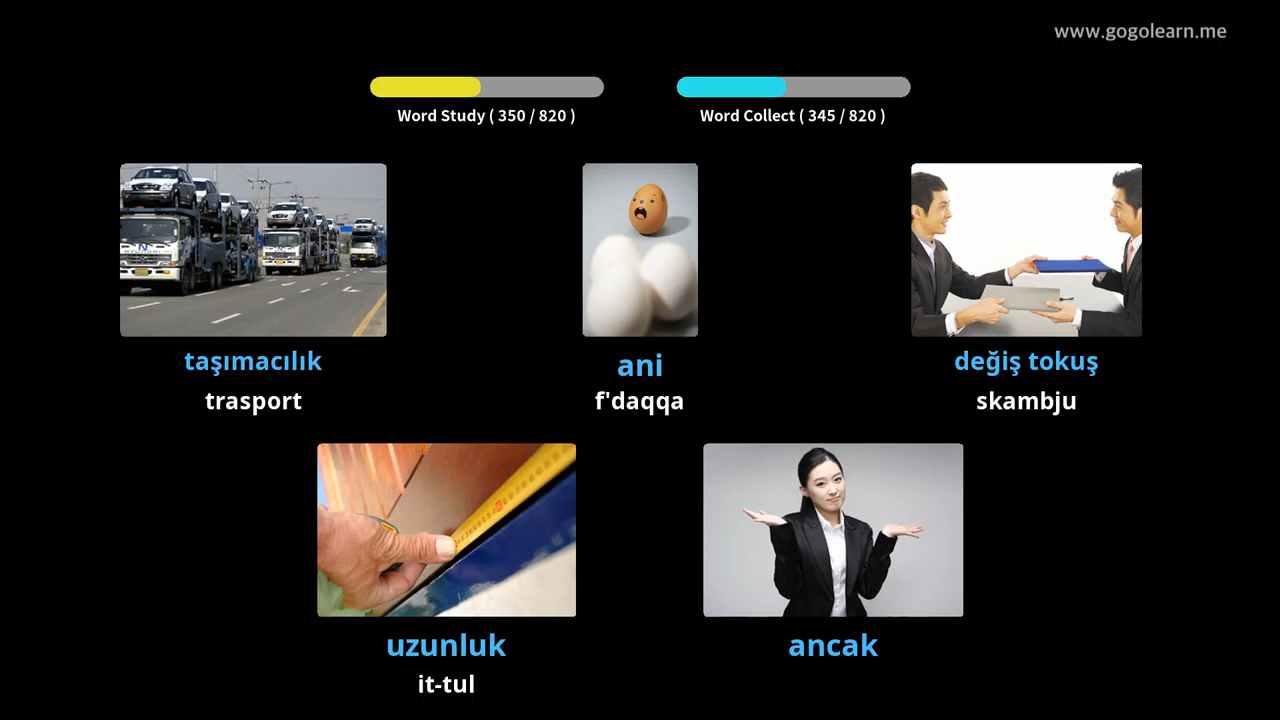 www.gogolearn.me
Word Study ( 350 / 820 )
Word Collect ( 345 / 820 )
taşımacılık
trasport
ani
f'daqqa
değiş tokuş
skambju
uzunluk
it-tul
ancak